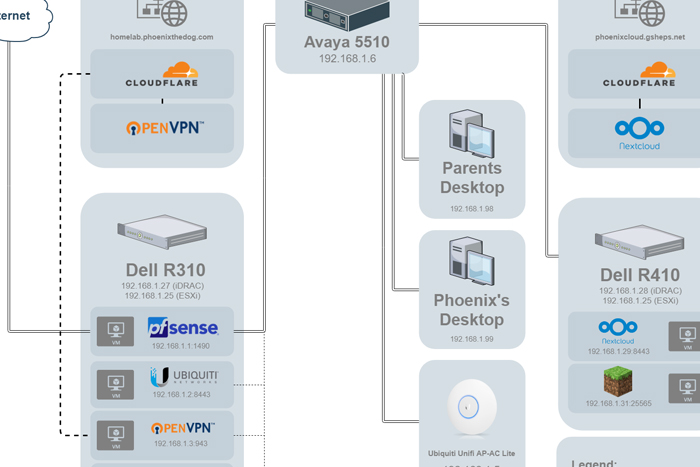 ternet
homelab.phoenixthedog.com
CLOUDFLARE
OPENVPN™
Dell R310
192.168.1.27 (iDRAC)
192.168.1.25 (ESXi)
VM
pfsense
192.168.1.1:1490
VM
UBIQUITI
NETWORKS
192.168.1.2:8443
VM
OPENVPN™
192.168.1.3:943
Avaya 5510
192.168.1.6
Parents
Desktop
192.168.1.98
Phoenix's
Desktop
192.168.1.99
Ubiquiti Unifi AP-AC Lite
phoenixcloud.gsheps.net
CLOUDFLARE
Nextcloud
Dell R410
192.168.1.28 (iDRAC)
192.168.1.25 (ESXi)
Nextcloud
192.168.1.29:8443
VM
192.168.1.31:25565
VM
Legend: